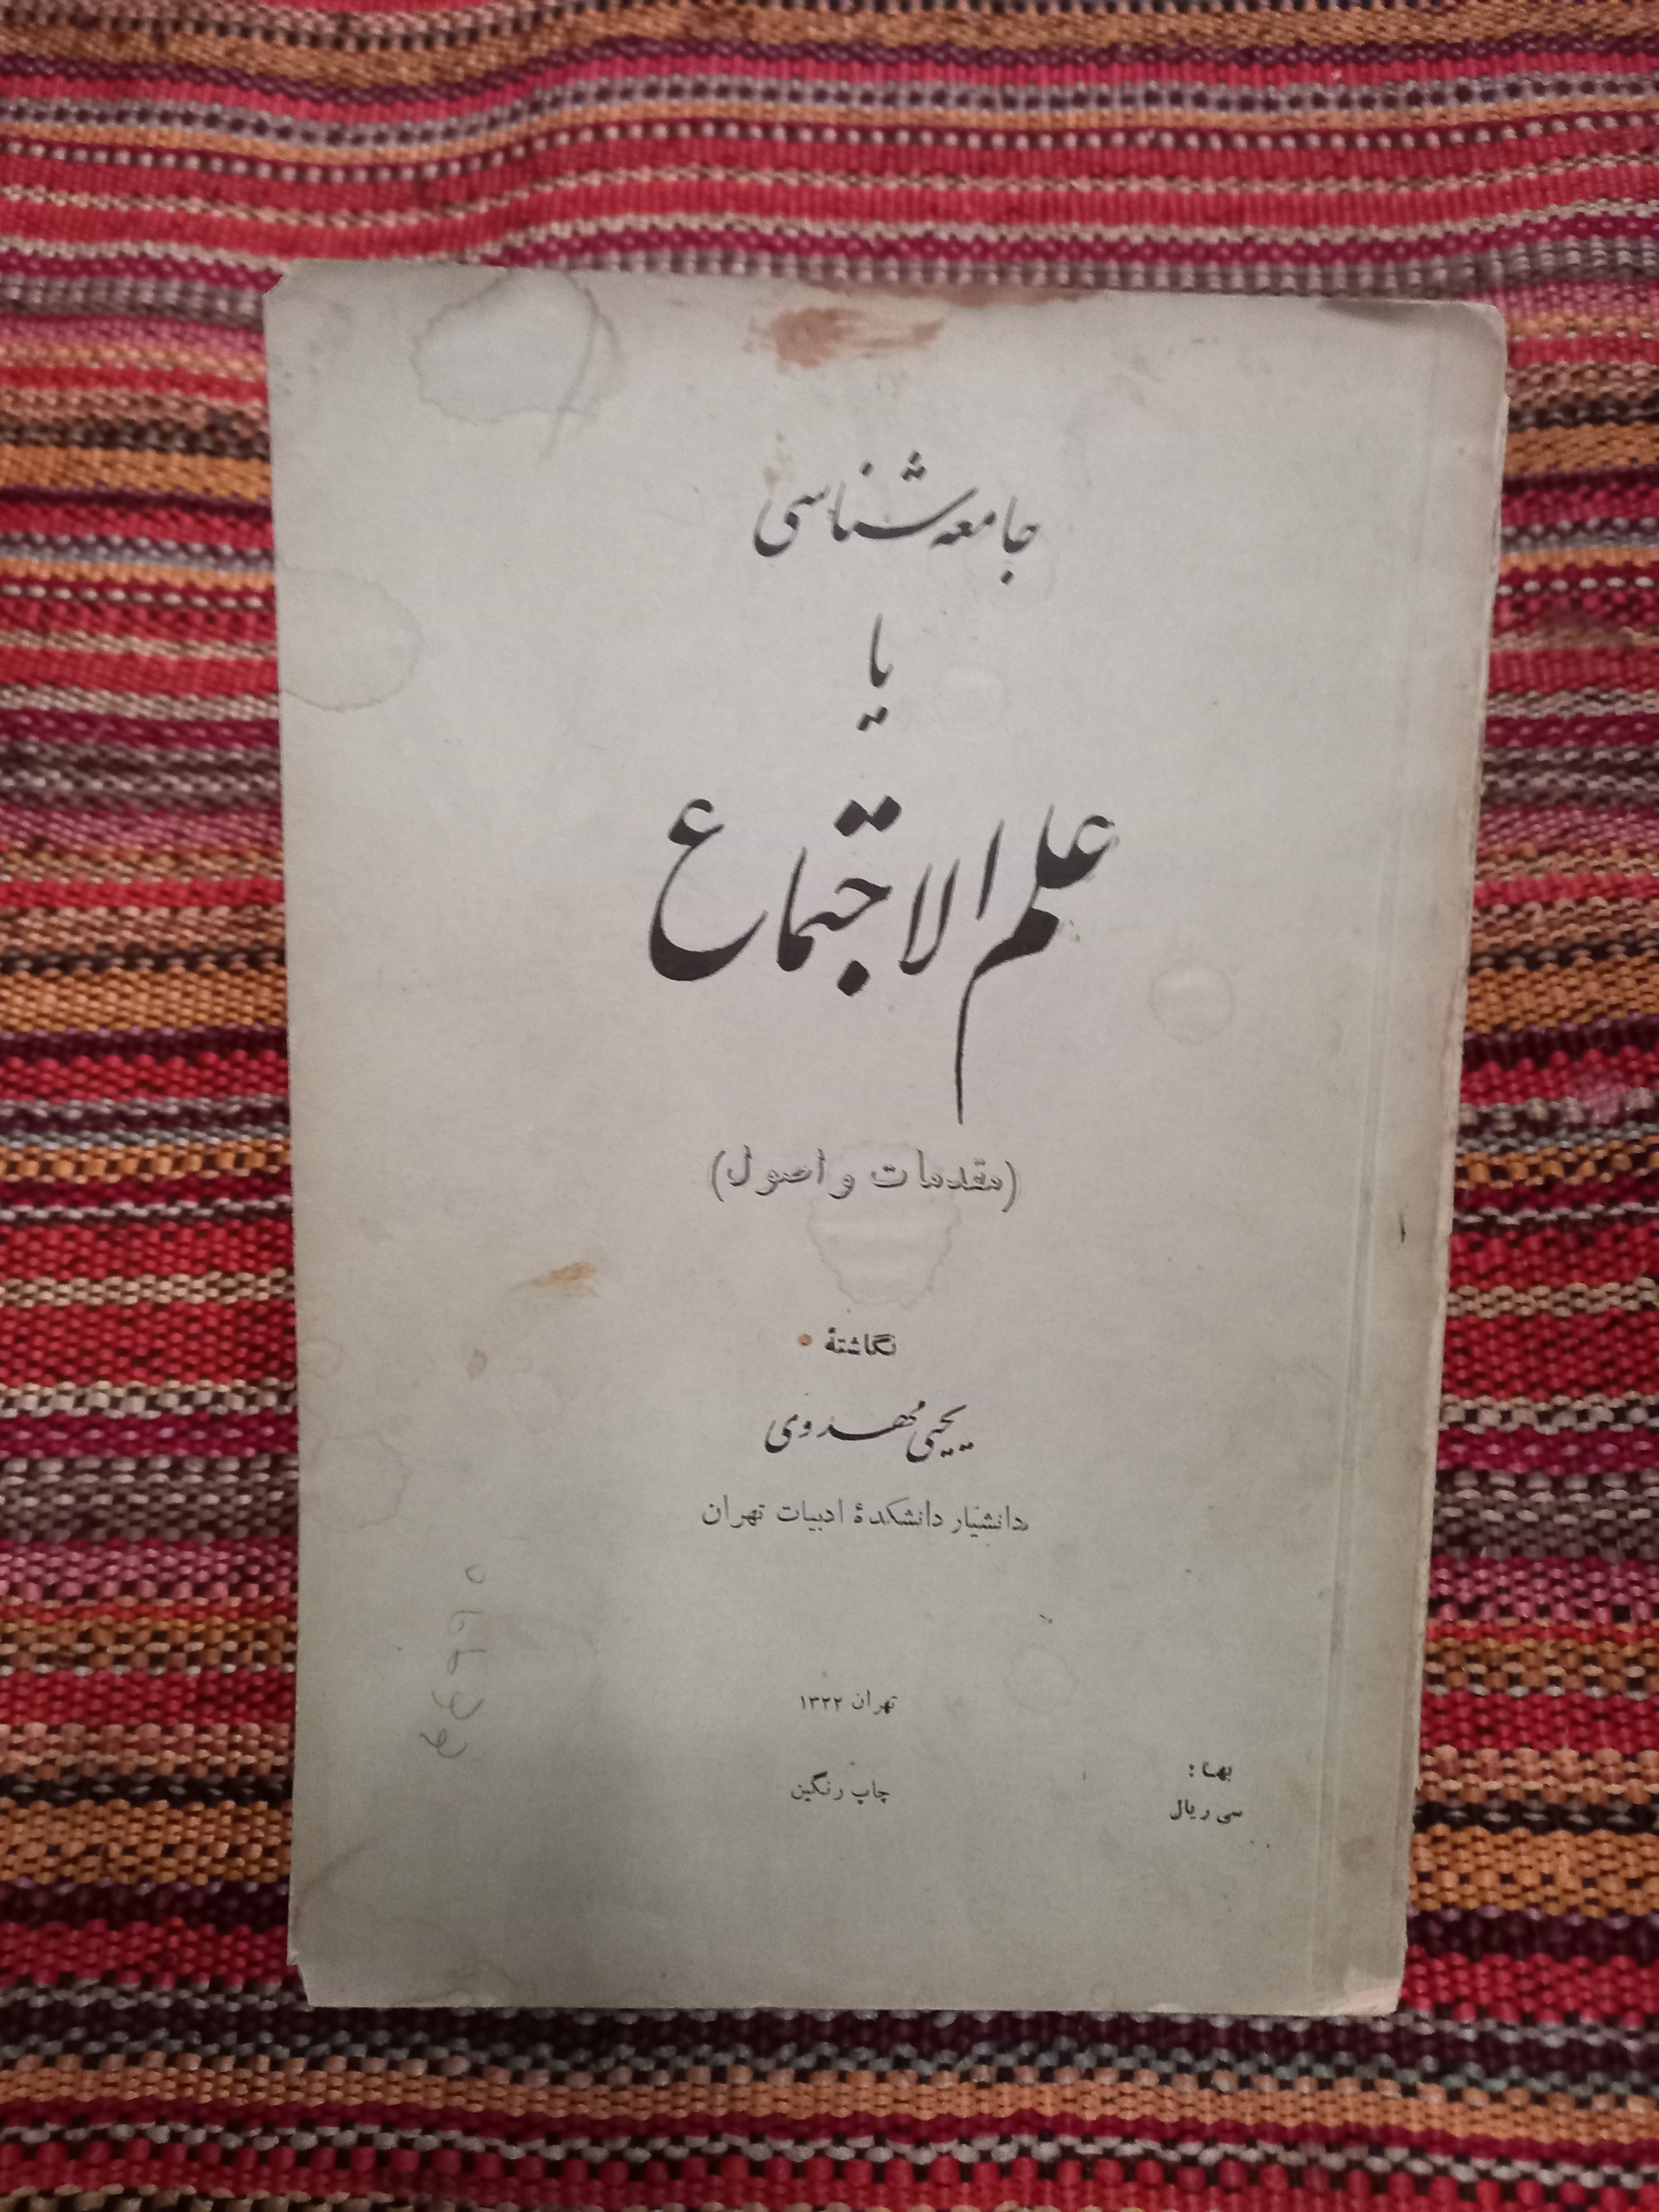 جامعه‌شناسی
یا
علم الاجتماع
(مقدمات و اصول)
نگاشتهٔ
یحیی مهدوی
دانشیار دانشکدهٔ ادبیات تهران
تهران ۱۳۲۲
چاپ رنگین
بها :
سی ریال